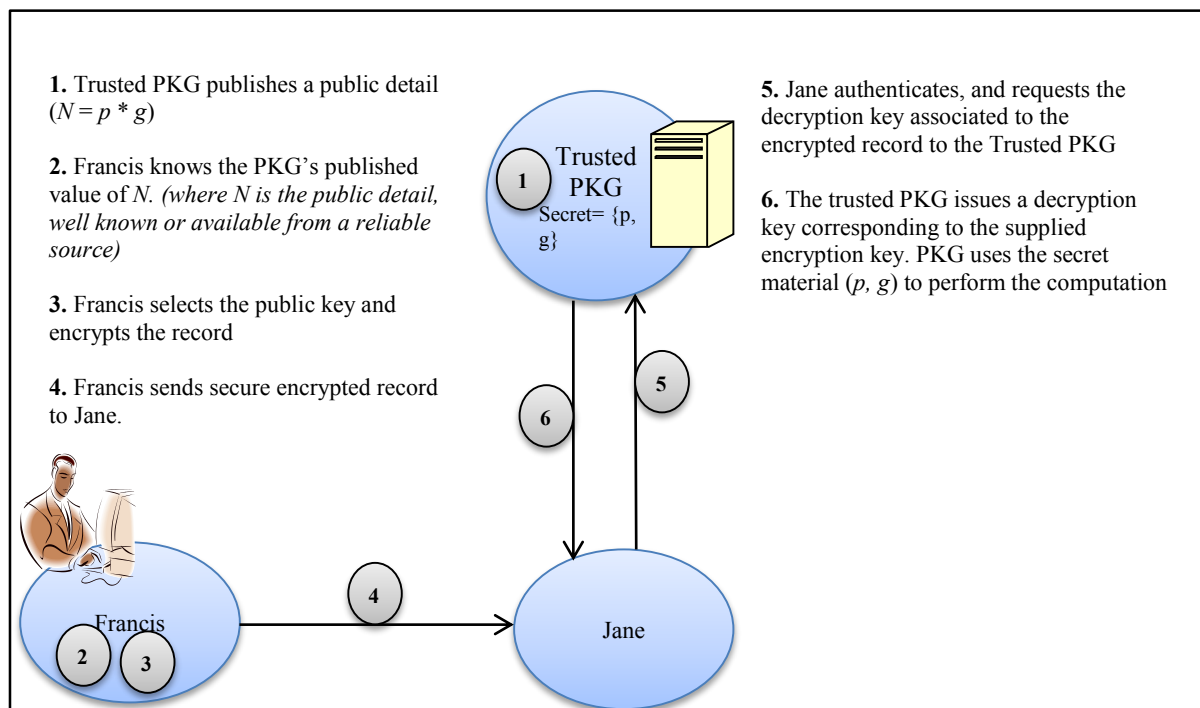 1. Trusted PKG publishes a public detail
(N = p * g)
2. Francis knows the PKG's published
value of N. (where N is the public detail,
well known or available from a reliable
source)
3. Francis selects the public key and
encrypts the record
4. Francis sends secure encrypted record
to Jane.
5. Jane authenticates, and requests the
decryption key associated to the
encrypted record to the Trusted PKG
6. The trusted PKG issues a decryption
key corresponding to the supplied
encryption key. PKG uses the secret
material (p, g) to perform the computation
Trusted
PKG
1
Secret= {p,
g}
5
6
4
Francis
2
3
Jane